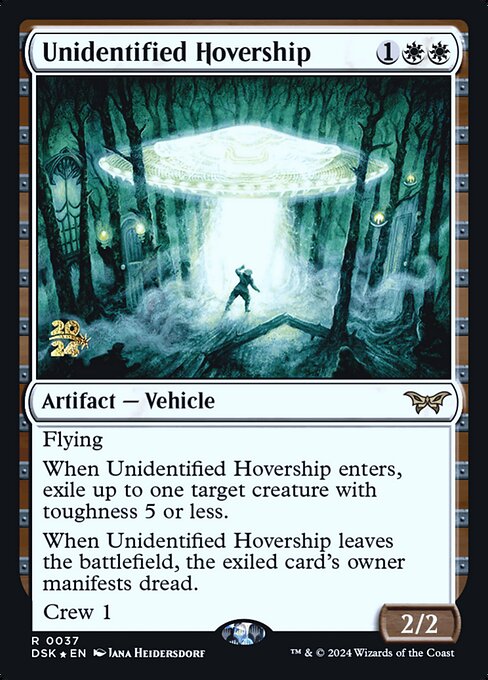 Unidentified Hovership 1
20
24
Artifact — Vehicle
Flying
When Unidentified Hovership enters,
exile up to one target creature with
toughness 5 or less.
When Unidentified Hovership leaves
the battlefield, the exiled card's owner
manifests dread.
Crew 1
2/2
R 0037
DSK ★ EN Jana Heidersdorf
™ & © 2024 Wizards of the Coast